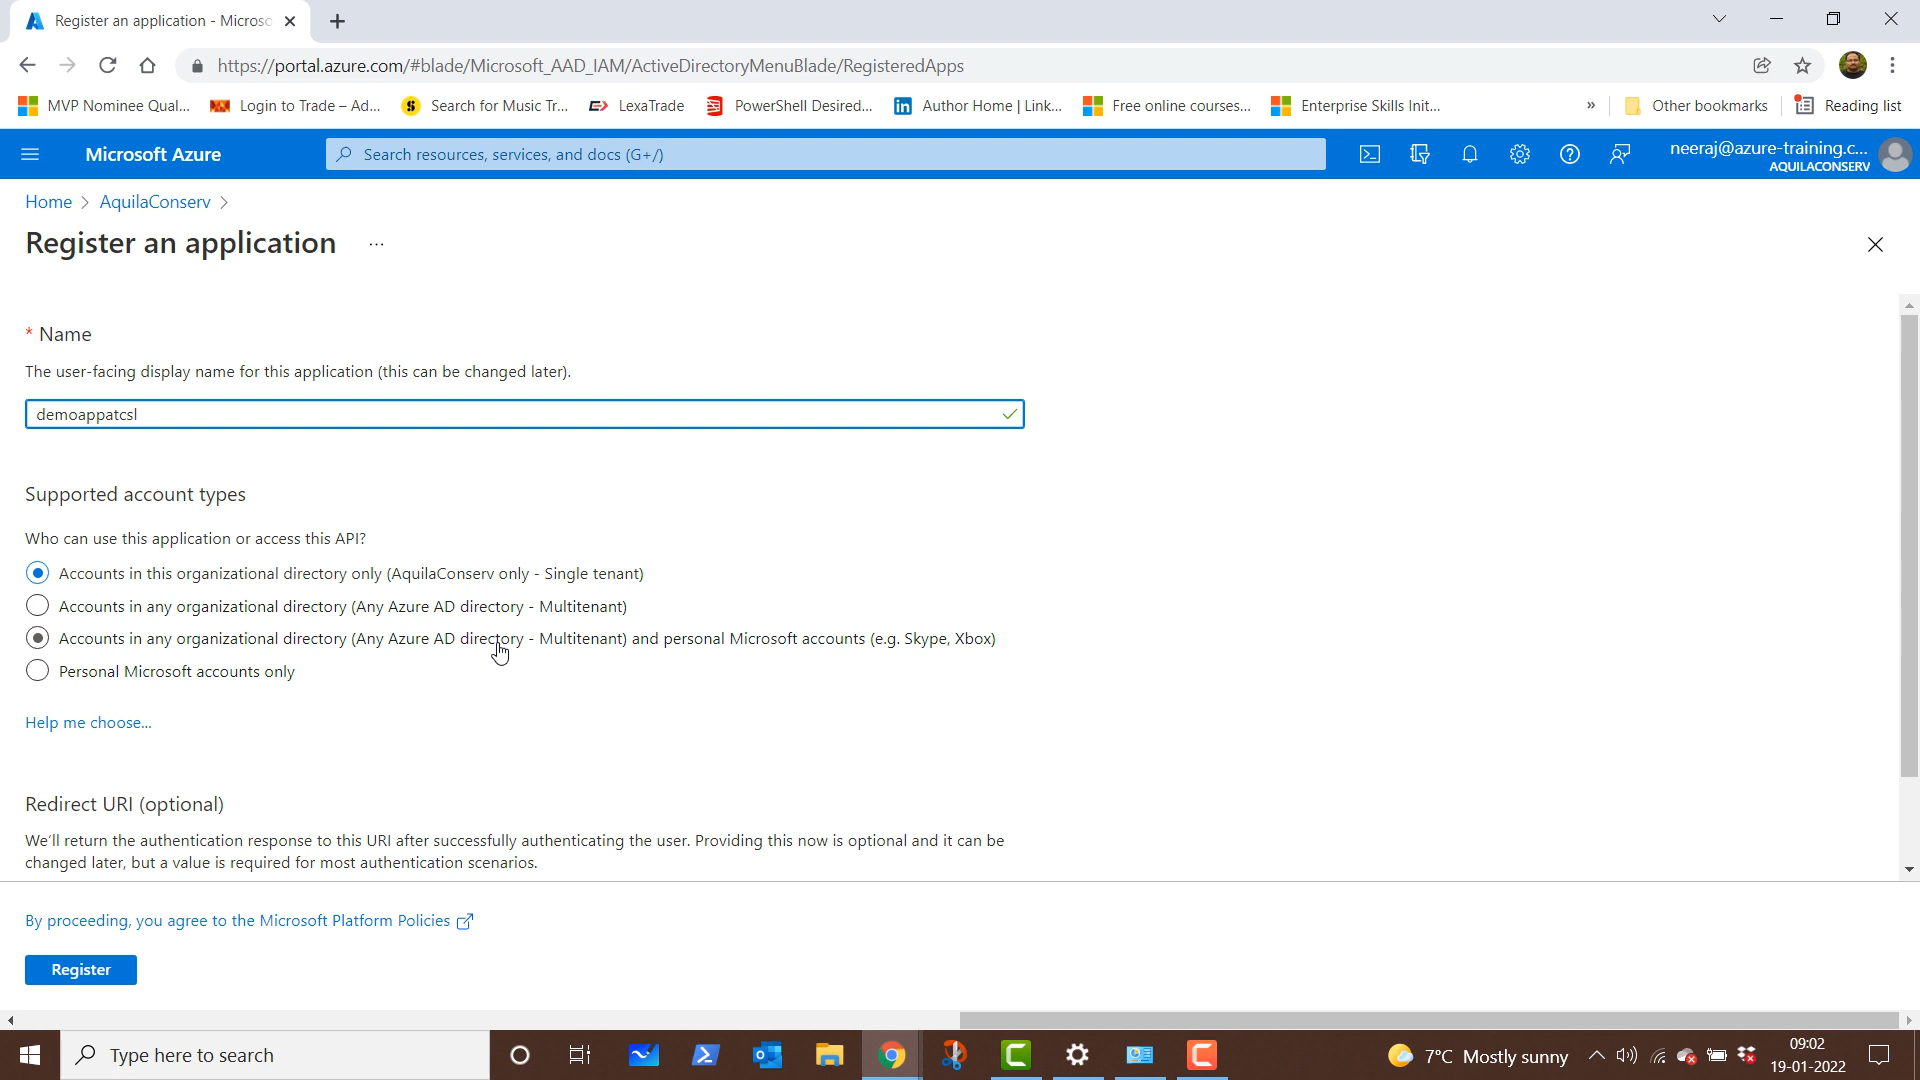 Register an application - Microso
https://portal.azure.com/#blade/Microsoft_AAD_IAM/ActiveDirectoryMenuBlade/RegisteredApps
MVP Nominee Qual... Login to Trade – Ad... Search for Music Tr... LexaTrade PowerShell Desired... Author Home | Link... Free online courses... Enterprise Skills Init... » Other bookmarks Reading list
Microsoft Azure Search resources, services, and docs (G+/) neeraj@azure-training.c...
AQUILACONSERV
Home > AquilaConserv >
Register an application ...
* Name
The user-facing display name for this application (this can be changed later).
demoappatcsl
Supported account types
Who can use this application or access this API?
Accounts in this organizational directory only (AquilaConserv only - Single tenant)
Accounts in any organizational directory (Any Azure AD directory - Multitenant)
Accounts in any organizational directory (Any Azure AD directory - Multitenant) and personal Microsoft accounts (e.g. Skype, Xbox)
Personal Microsoft accounts only
Help me choose...
Redirect URI (optional)
We'll return the authentication response to this URI after successfully authenticating the user. Providing this now is optional and it can be
changed later, but a value is required for most authentication scenarios.
By proceeding, you agree to the Microsoft Platform Policies
Register
Type here to search 7°C Mostly sunny 09:02
19-01-2022